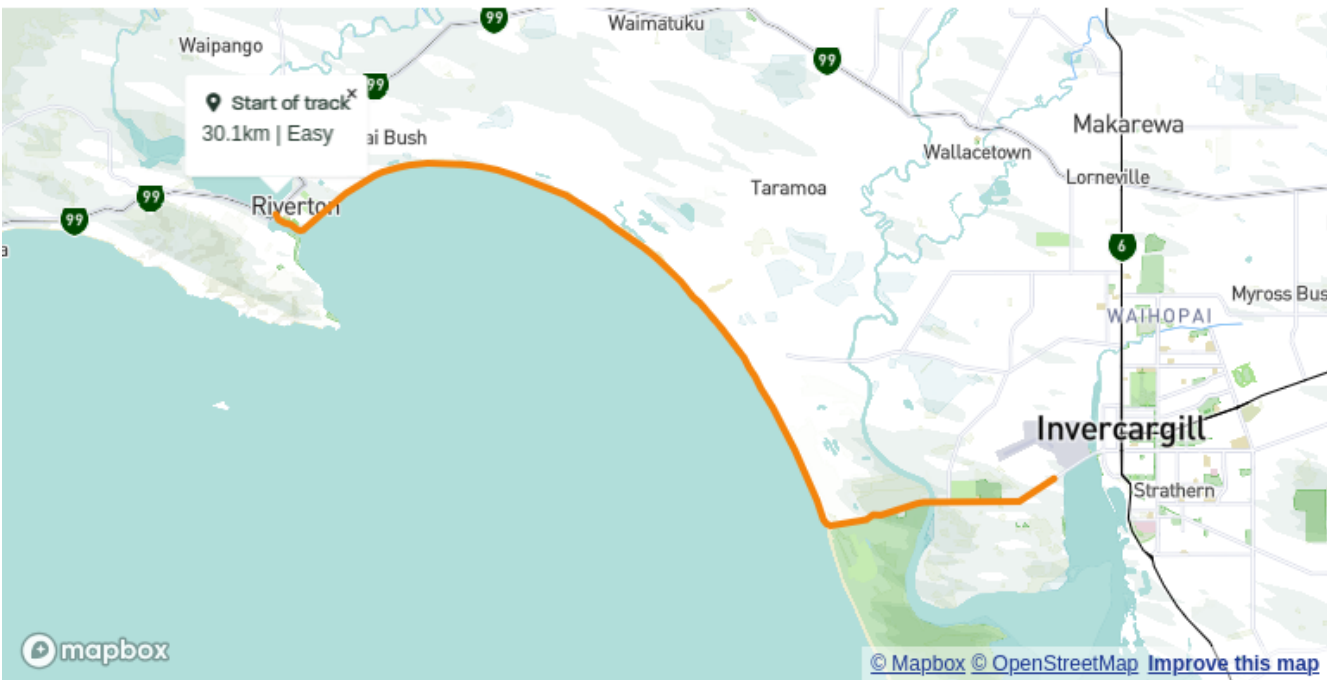 99
Waimatuku
Waipango
99
Start of track
×
99
30.1km | Easy
ai Bush
Makarewa
Wallacetown
Lorneville
Taramoa
99
Riverton
99
6
a
Myross Bus
WAIHOPAI
Invercargill
Strathern
mapbox
© Mapbox © OpenStreetMap Improve this map